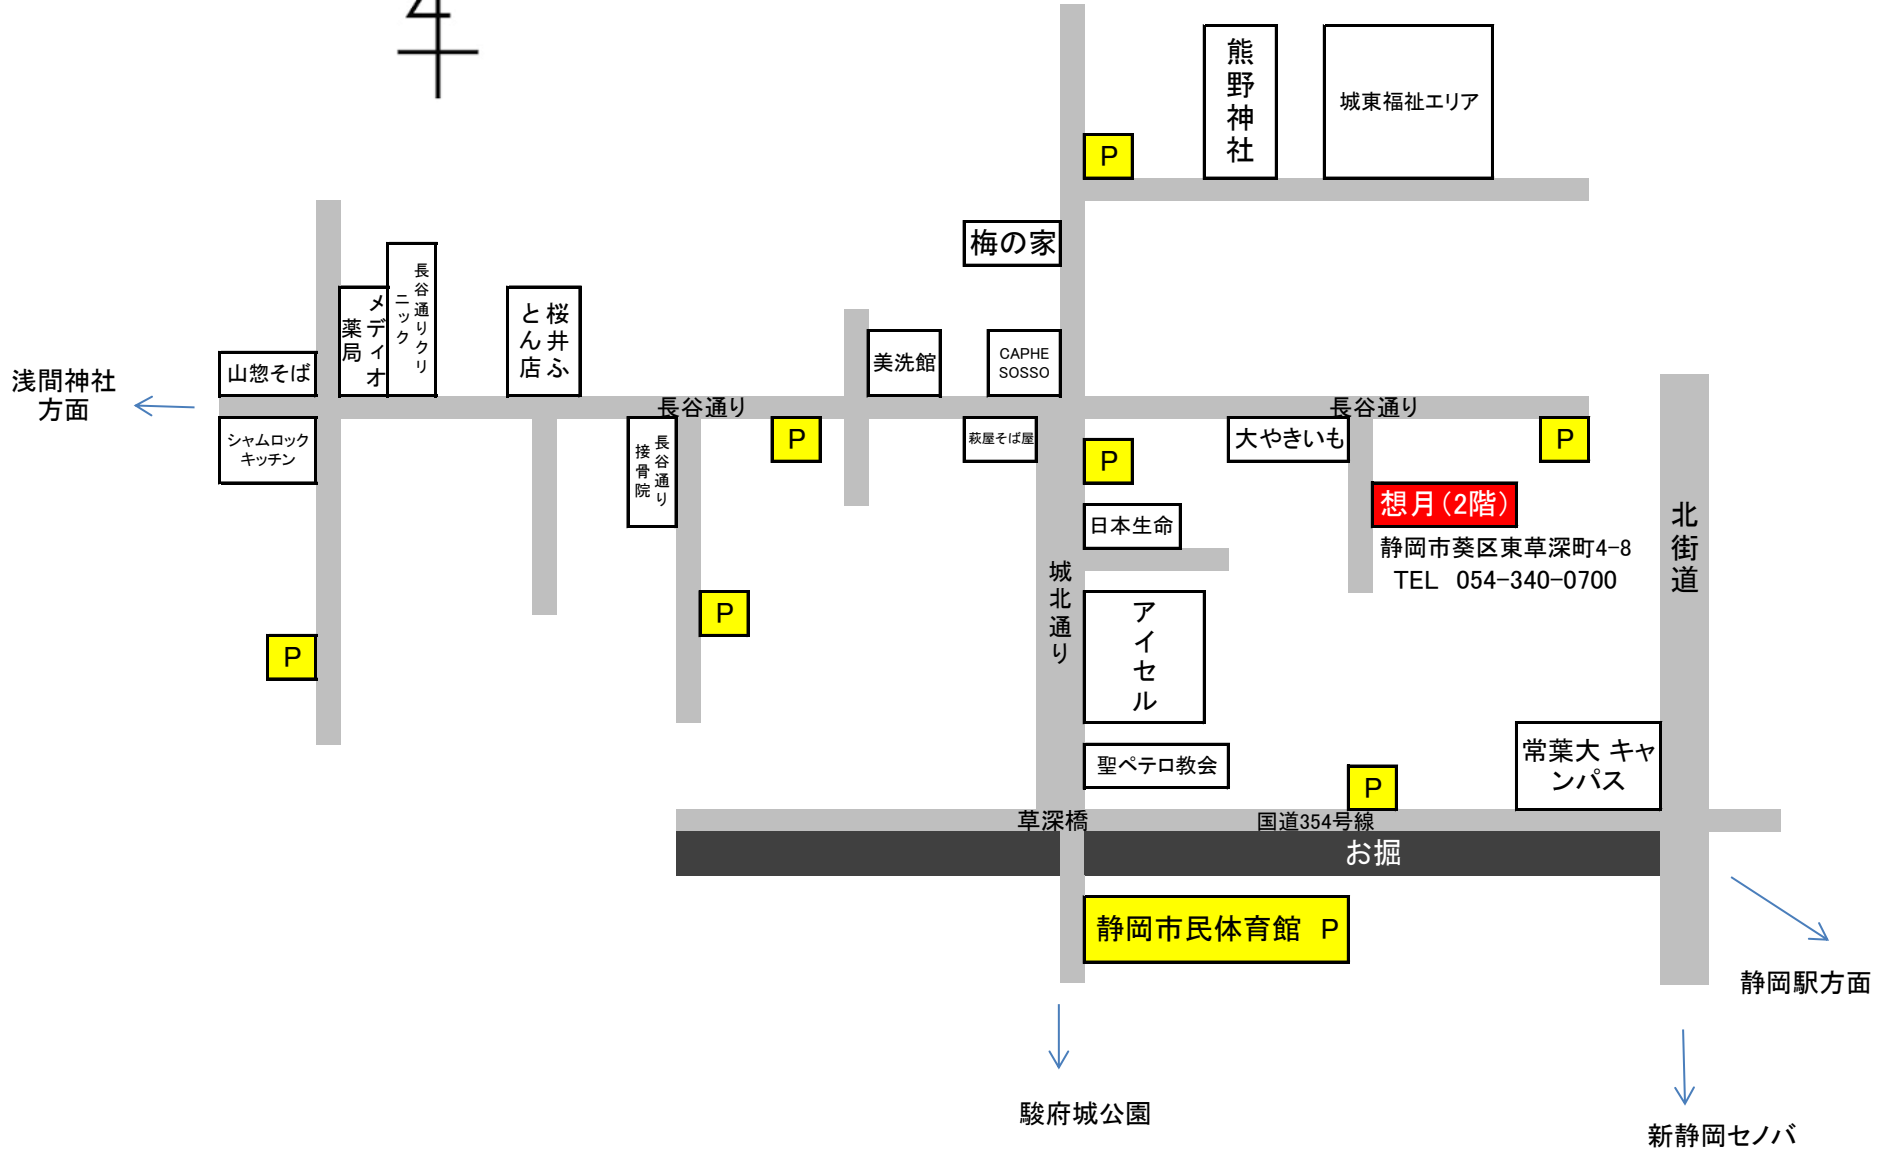 熊野神社
城東福祉エリア
P
梅の家
長谷通りクリ
ニック
メディオ
薬局
桜井ふ
とん店
山惣そば
美洗館
CAPHE
SOSSO
浅間神社
方面
長谷通り
長谷通り
シャムロック
キッチン
長谷通り
接骨院
P
萩屋そば屋
P
大やきいも
P
想月(2階)
日本生命
静岡市葵区東草深町4-8
TEL 054-340-0700
北街道
城北通り
アイセル
P
P
聖ペテロ教会
P
常葉大 キャ
ンパス
草深橋
国道354号線
お掘
静岡市民体育館 P
静岡駅方面
駿府城公園
新静岡セノバ